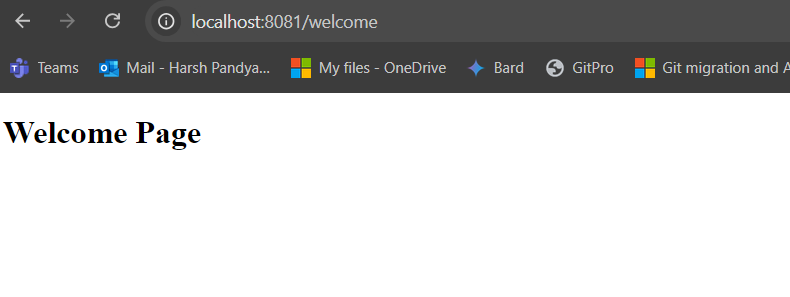 localhost:8081/welcome
Teams Mail - Harsh Pandya... My files - OneDrive Bard GitPro Git migration and A
Welcome Page